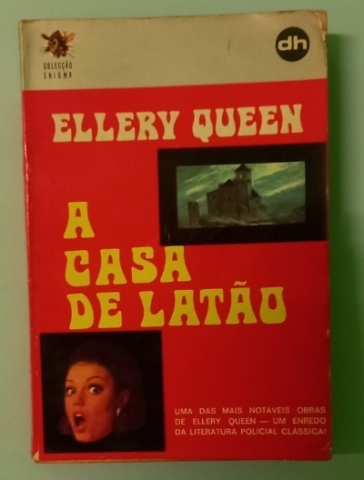 COLECÇÃO
ENIGMA
dh
ELLERY QUEEN
A
CASA
DE LATÃO
UMA DAS MAIS NOTAVEIS OBRAS
DE ELLERY QUEEN — UM ENREDO
DA LITERATURA POLICIAL CLÁSSICA!